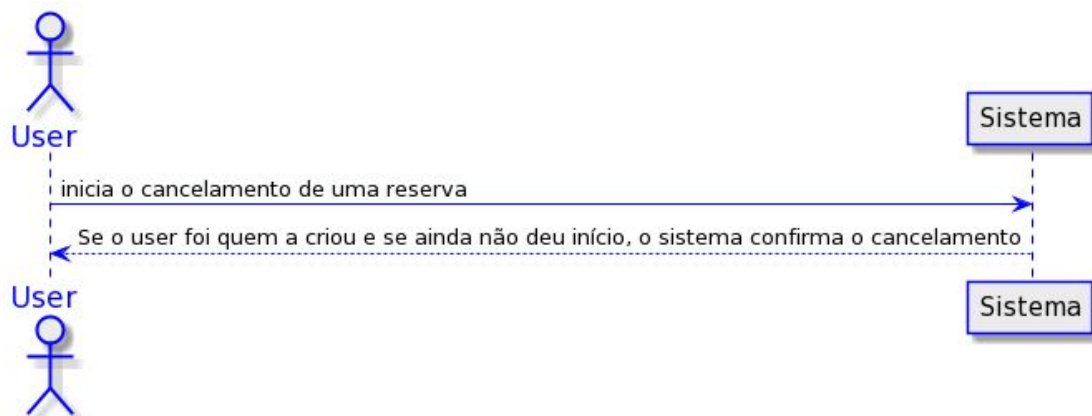 User
Sistema
inicia o cancelamento de uma reserva
Se o user foi quem a criou e se ainda não deu início, o sistema confirma o cancelamento
User
Sistema